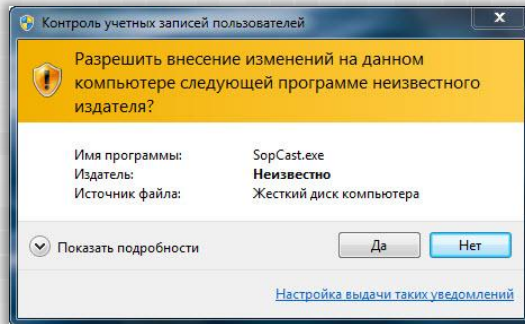 Контроль учетных записей пользователей
Разрешить внесение изменений на данном
компьютере следующей программе неизвестного
издателя?
Имя программы: SopCast.exe
Издатель: Неизвестно
Источник файла: Жесткий диск компьютера
Показать подробности Да Нет
Настройка выдачи таких уведомлений